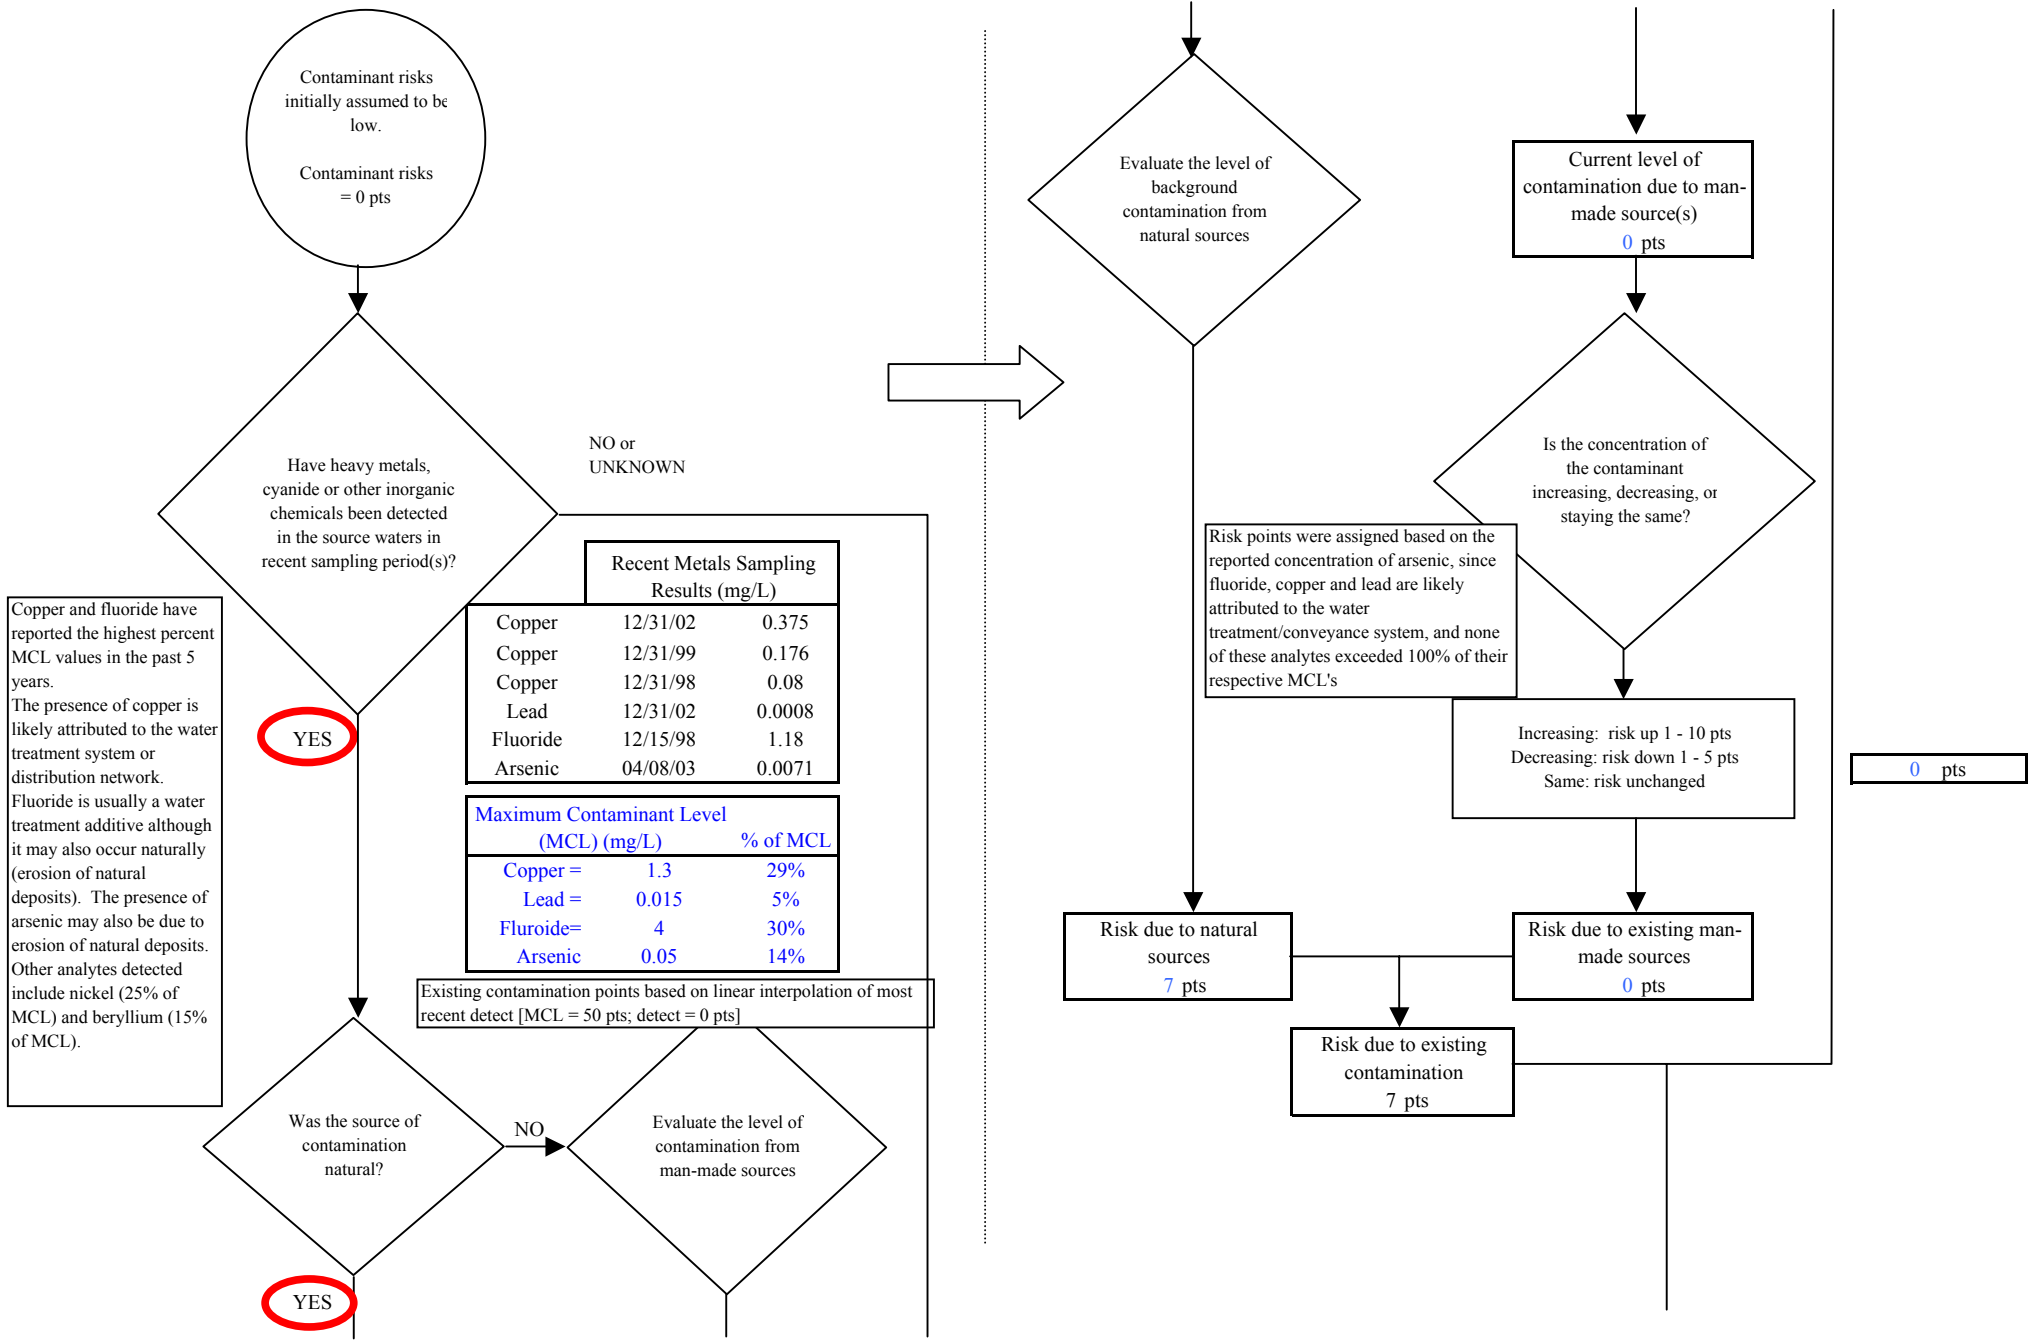 Contaminant risks
initially assumed to be
low.
Contaminant risks
= 0 pts
Have heavy metals,
cyanide or other inorganic
chemicals been detected
in the source waters in
recent sampling period(s)?
NO or
UNKNOWN
YES
Copper and fluoride have
reported the highest percent
MCL values in the past 5
years.
The presence of copper is
likely attributed to the water
treatment system or
distribution network.
Fluoride is usually a water
treatment additive although
it may also occur naturally
(erosion of natural
deposits). The presence of
arsenic may also be due to
erosion of natural deposits.
Other analytes detected
include nickel (25% of
MCL) and beryllium (15%
of MCL).
Recent Metals Sampling
Results (mg/L)
Copper 12/31/02 0.375
Copper 12/31/99 0.176
Copper 12/31/98 0.08
Lead 12/31/02 0.0008
Fluoride 12/15/98 1.18
Arsenic 04/08/03 0.0071
Maximum Contaminant Level
(MCL) (mg/L) % of MCL
Copper = 1.3 29%
Lead = 0.015 5%
Fluroide= 4 30%
Arsenic 0.05 14%
Existing contamination points based on linear interpolation of most
recent detect [MCL = 50 pts; detect = 0 pts]
Was the source of
contamination
natural?
NO
Evaluate the level of
contamination from
man-made sources
YES
Evaluate the level of
background
contamination from
natural sources
Current level of
contamination due to man-
made source(s)
0 pts
Is the concentration of
the contaminant
increasing, decreasing, or
staying the same?
Risk points were assigned based on the
reported concentration of arsenic, since
fluoride, copper and lead are likely
attributed to the water
treatment/conveyance system, and none
of these analytes exceeded 100% of their
respective MCL's
Increasing: risk up 1 - 10 pts
Decreasing: risk down 1 - 5 pts
Same: risk unchanged
0 pts
Risk due to natural
sources
7 pts
Risk due to existing man-
made sources
0 pts
Risk due to existing
contamination
7 pts